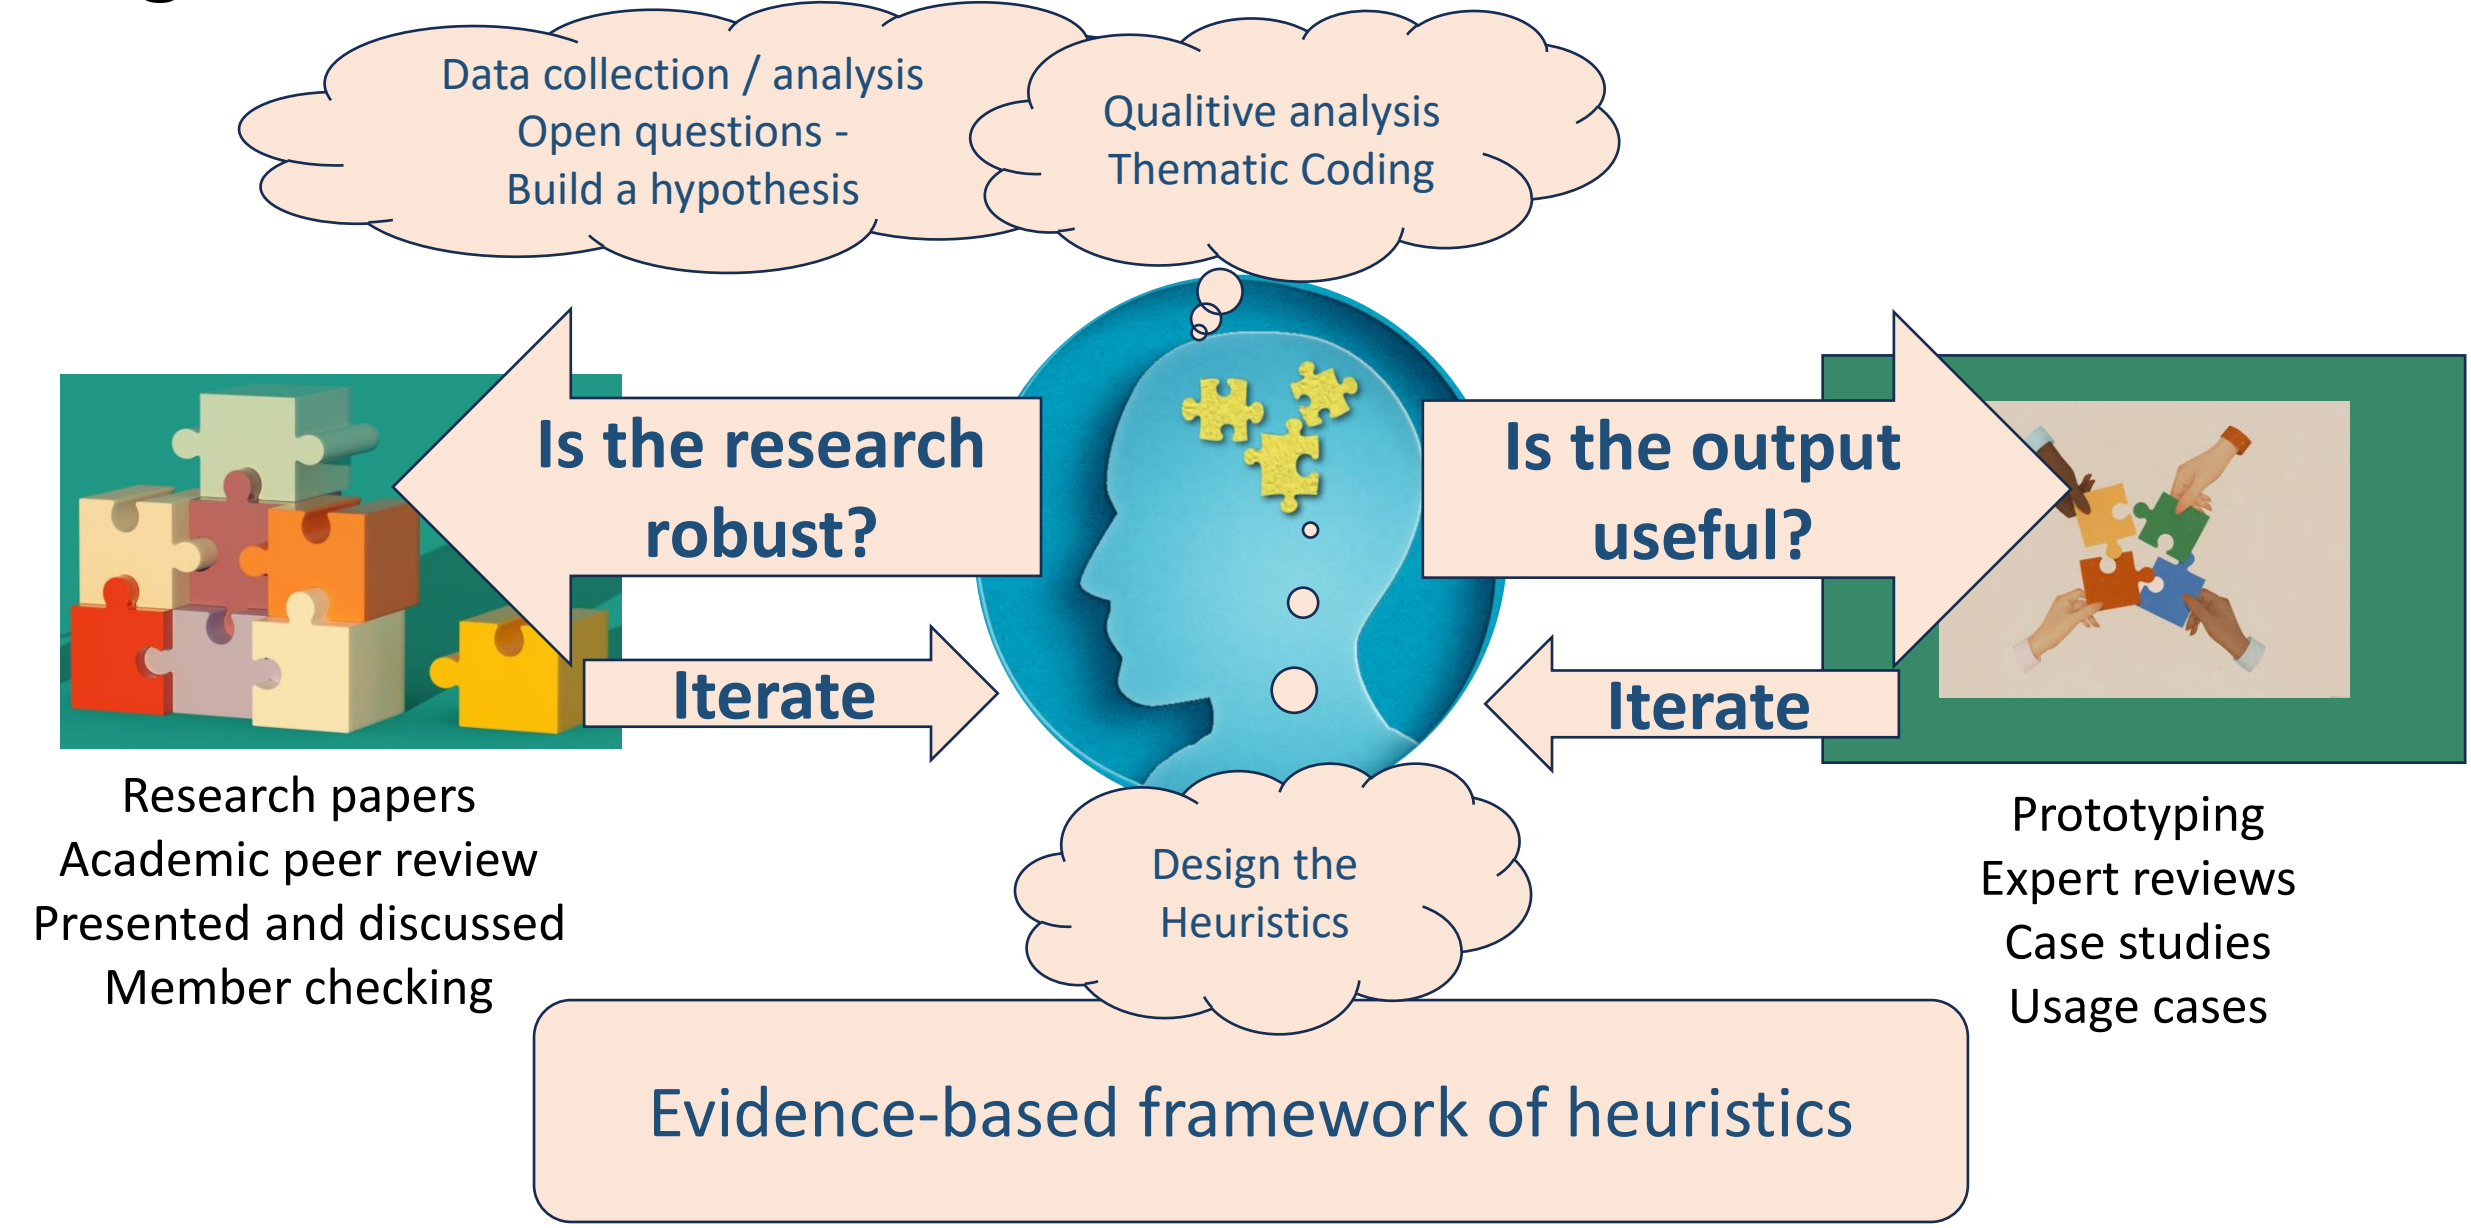 Data collection / analysis
Open questions -
Build a hypothesis
Qualitive analysis
Thematic Coding
Is the research
robust?
Is the output
useful?
Iterate
Iterate
Research papers
Academic peer review
Presented and discussed
Member checking
Prototyping
Expert reviews
Case studies
Usage cases
Design the
Heuristics
Evidence-based framework of heuristics